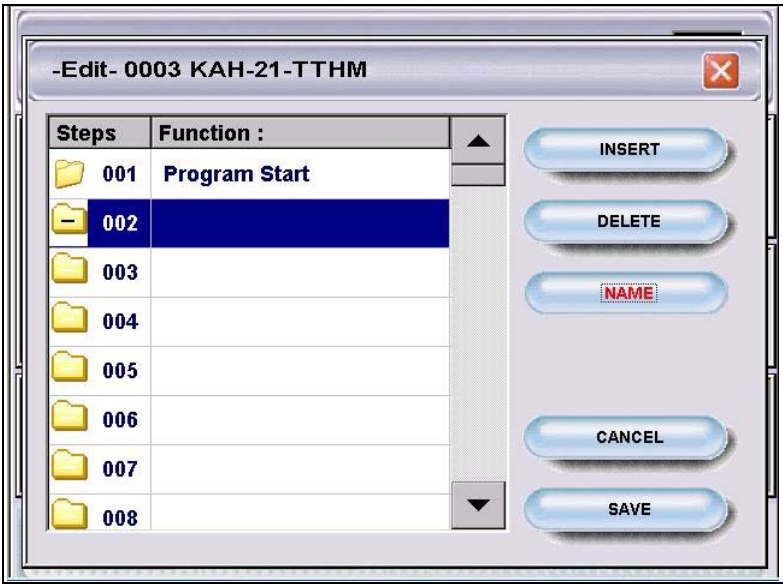 -Edit- 0003 KAH-21-TTHM
Steps Function :
001 Program Start
002
003
004
005
006
007
008
INSERT
DELETE
NAME
CANCEL
SAVE